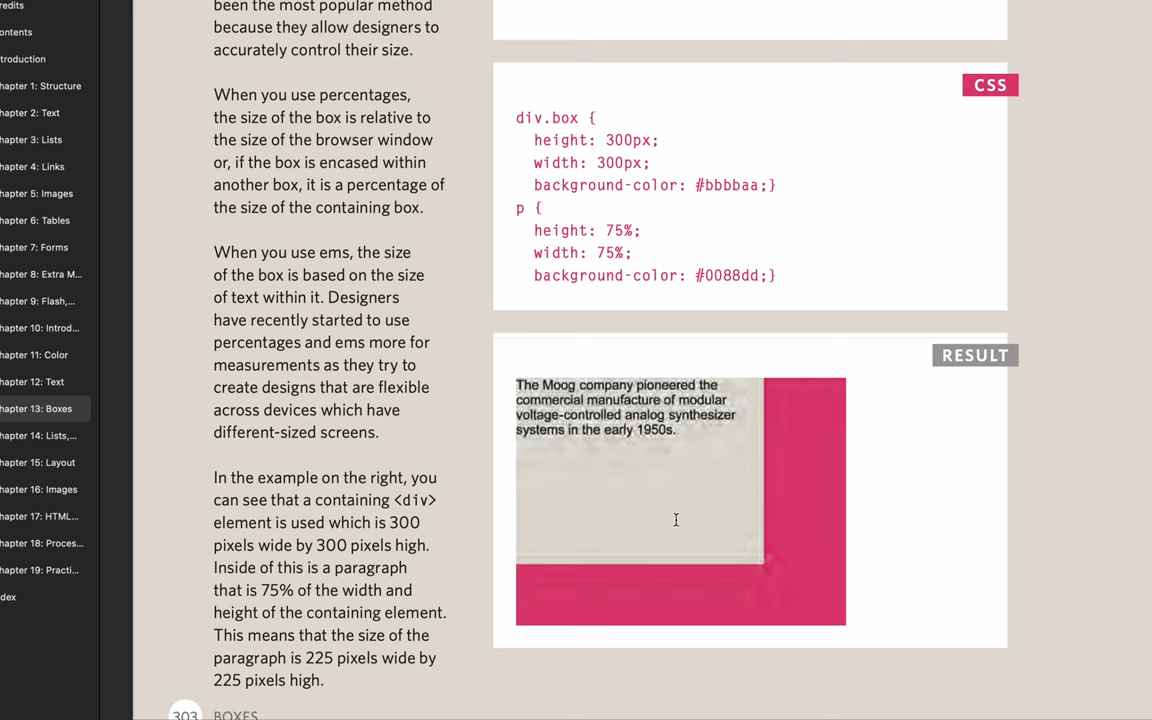 redits
ontents
troduction
hapter 1: Structure
hapter 2: Text
hapter 3: Lists
hapter 4: Links
hapter 5: Images
hapter 6: Tables
hapter 7: Forms
hapter 8: Extra M...
hapter 9: Flash,...
hapter 10: Introd...
hapter 11: Color
hapter 12: Text
hapter 13: Boxes
hapter 14: Lists,...
hapter 15: Layout
hapter 16: Images
hapter 17: HTML...
hapter 18: Proces...
hapter 19: Practi...
dex
been the most popular method
because they allow designers to
accurately control their size.
When you use percentages,
the size of the box is relative to
the size of the browser window
or, if the box is encased within
another box, it is a percentage of
the size of the containing box.
When you use ems, the size
of the box is based on the size
of text within it. Designers
have recently started to use
percentages and ems more for
measurements as they try to
create designs that are flexible
across devices which have
different-sized screens.
In the example on the right, you
can see that a containing <div>
element is used which is 300
pixels wide by 300 pixels high.
Inside of this is a paragraph
that is 75% of the width and
height of the containing element.
This means that the size of the
paragraph is 225 pixels wide by
225 pixels high.
303 BOXES
CSS
div.box {
height: 300px;
width: 300px;
background-color: #bbbbaa;}
p {
height: 75%;
width: 75%;
background-color: #0088dd;}
RESULT
The Moog company pioneered the
commercial manufacture of modular
voltage-controlled analog synthesizer
systems in the early 1950s.